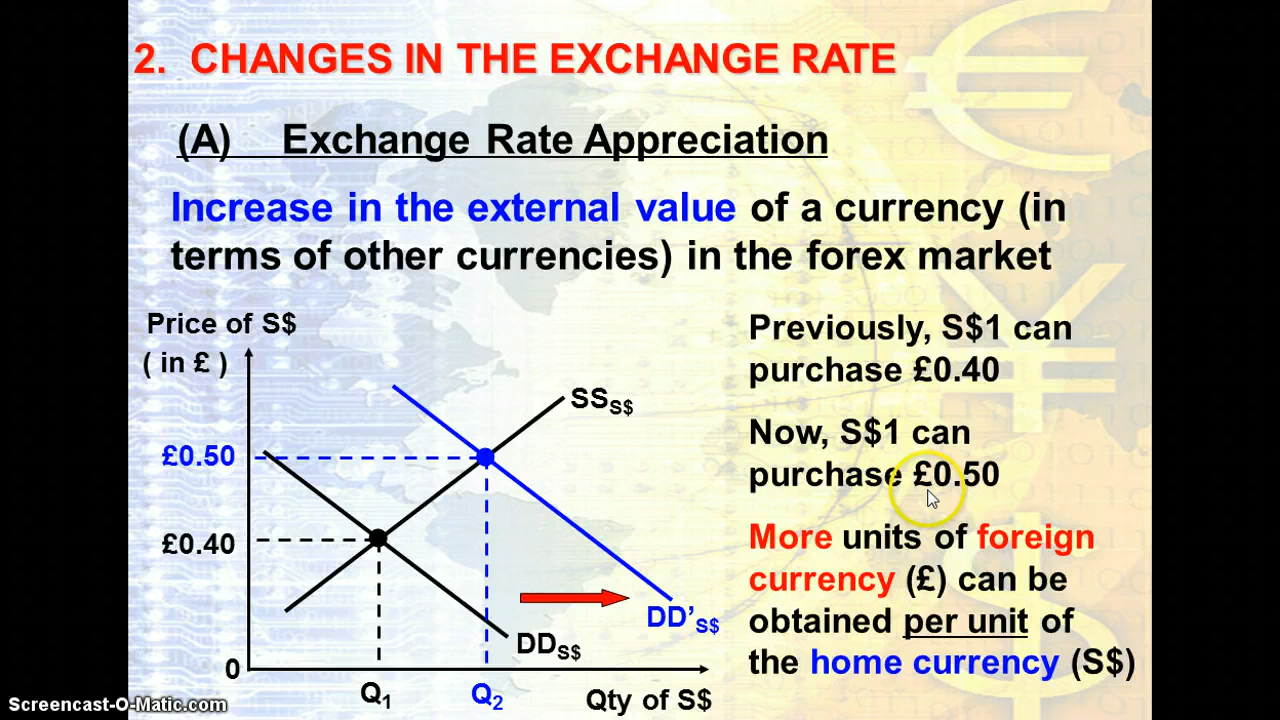 2. CHANGES IN THE EXCHANGE RATE
(A) Exchange Rate Appreciation
Increase in the external value of a currency (in
terms of other currencies) in the forex market
Price of S$
( in £ )
£0.50
£0.40
0
Q1
Q2
Qty of S$
SSS$
DD'S$
DDS$
Previously, S$1 can
purchase £0.40
Now, S$1 can
purchase £0.50
More units of foreign
currency (£) can be
obtained per unit of
the home currency (S$)
Screencast-O-Matic.com